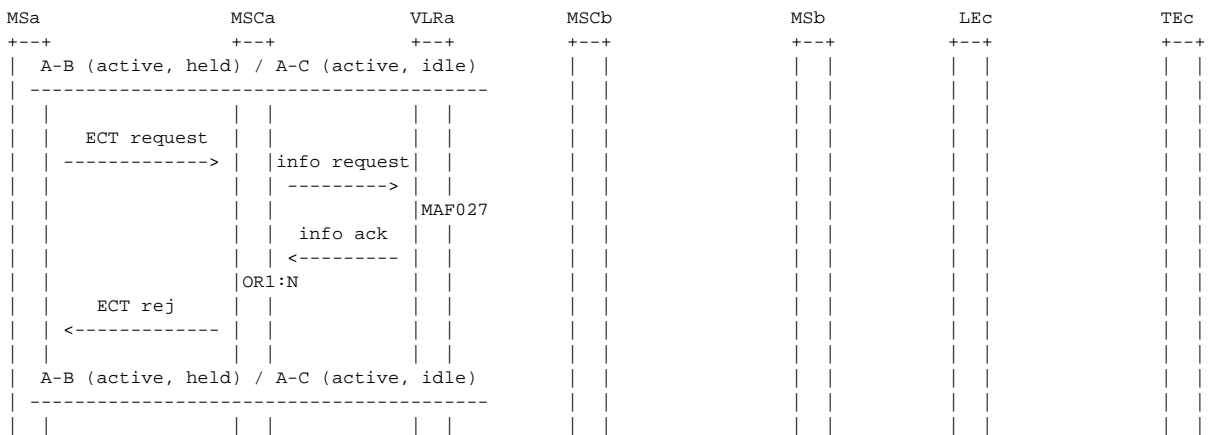 MSa MSCa VLRa MSCb MSb LEc TEc
A-B (active, held) / A-C (active, idle)
ECT request
info request
MAF027
info ack
OR1:N
ECT rej
A-B (active, held) / A-C (active, idle)